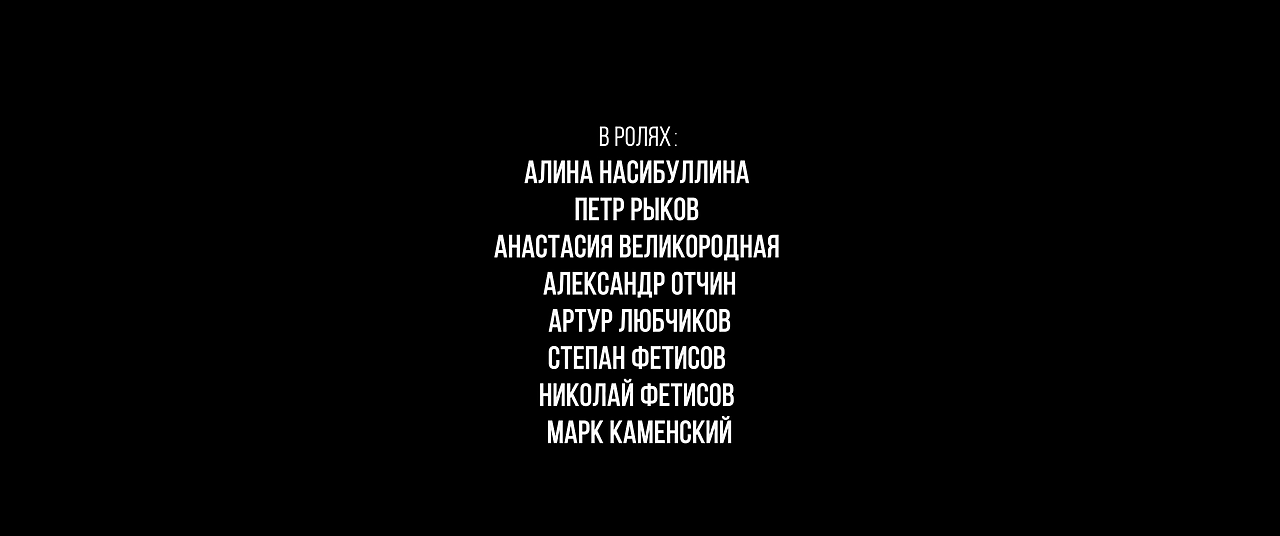 В РОЛЯХ:
АЛИНА НАСИБУЛЛИНА
ПЕТР РЫКОВ
АНАСТАСИЯ ВЕЛИКОРОДНАЯ
АЛЕКСАНДР ОТЧИН
АРТУР ЛЮБЧИКОВ
СТЕПАН ФЕТИСОВ
НИКОЛАЙ ФЕТИСОВ
МАРК КАМЕНСКИЙ